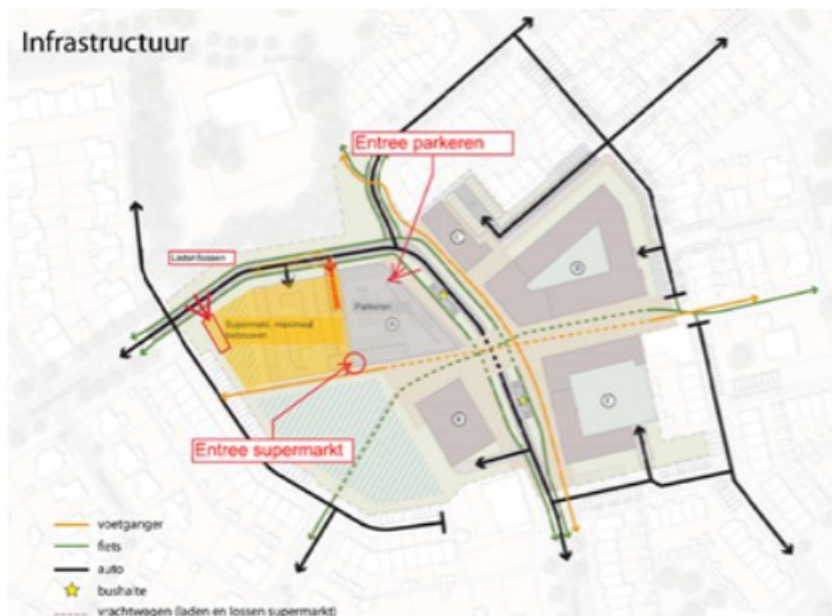 Infrastructuur
Entree parkeren
Laden/lossen
Parkeren
Supermarkt, maximaal
bebouwen
Entree supermarkt
voetganger
fiets
auto
bushalte
vrachtwagen (laden en lossen supermarkt)